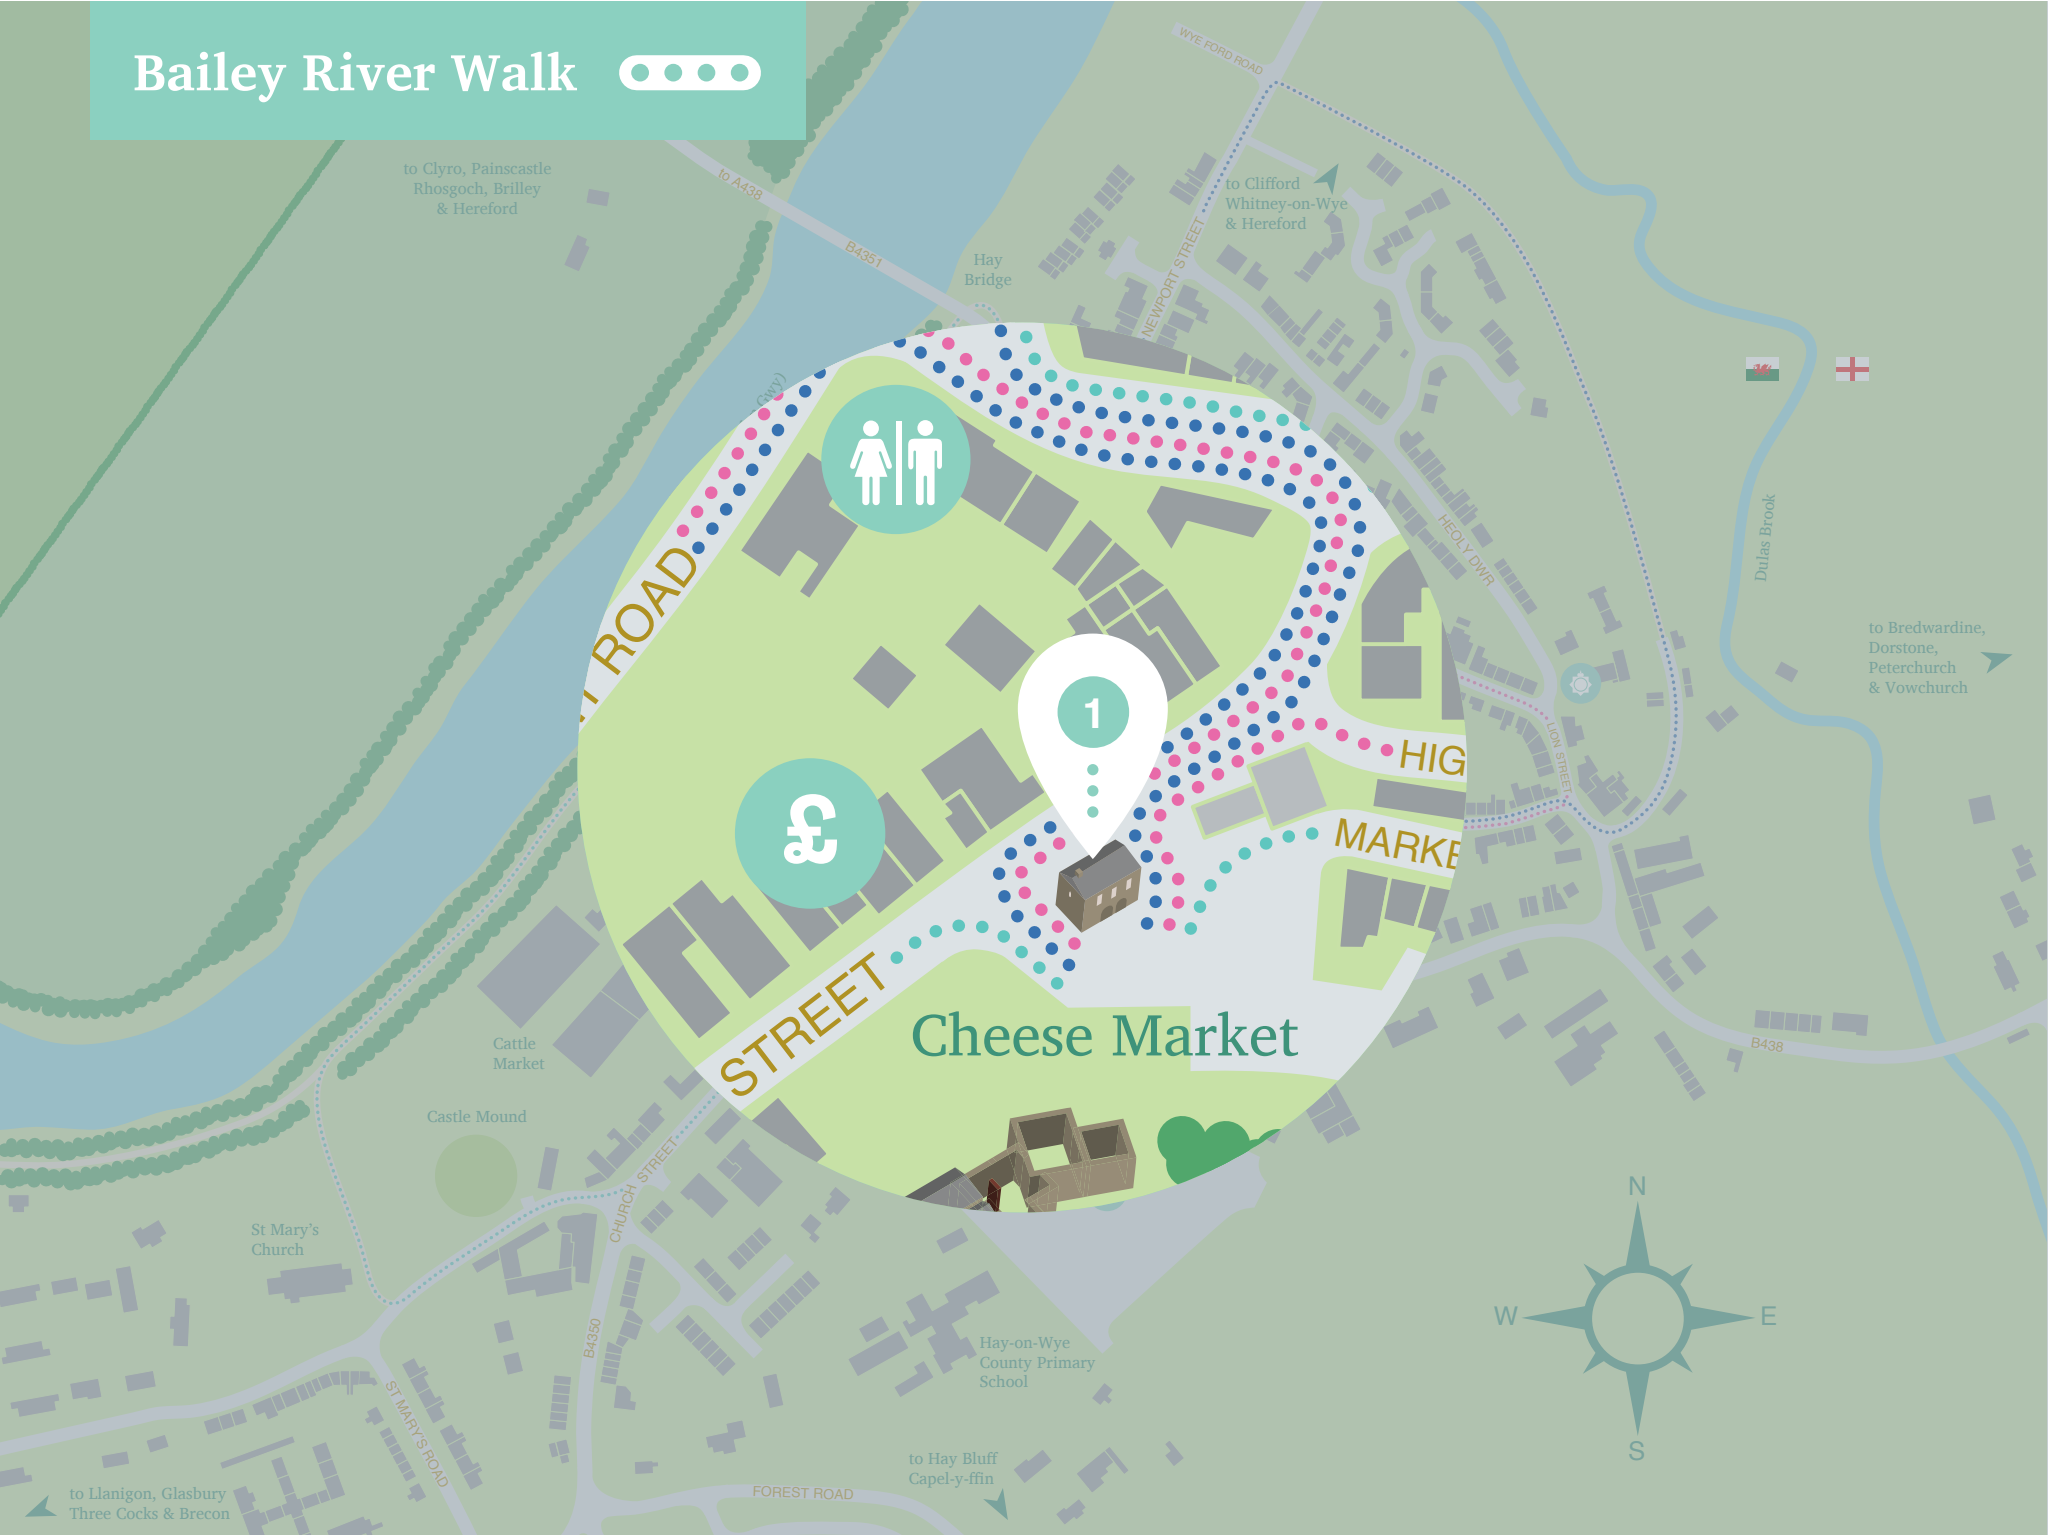 Bailey River Walk
WYE FORD ROAD
to Clyro, Painscastle
Rhosgoch, Brilley
& Hereford
to A438
B4351
to Clifford
Whitney-on-Wye
& Hereford
Hay
Bridge
NEWPORT STREET
Gwy)
HEOLY DWR
Dulas Brook
to Bredwardine,
Dorstone,
Peterchurch
& Vowchurch
ROAD
1
£
LION STREET
HIG
MARKE
STREET
Cheese Market
Cattle
Market
B438
Castle Mound
CHURCH STREET
St Mary's
Church
N
W
E
S
B4350
Hay-on-Wye
County Primary
School
ST MARY'S ROAD
to Hay Bluff
Capel-y-ffin
to Llanigon, Glasbury
Three Cocks & Brecon
FOREST ROAD